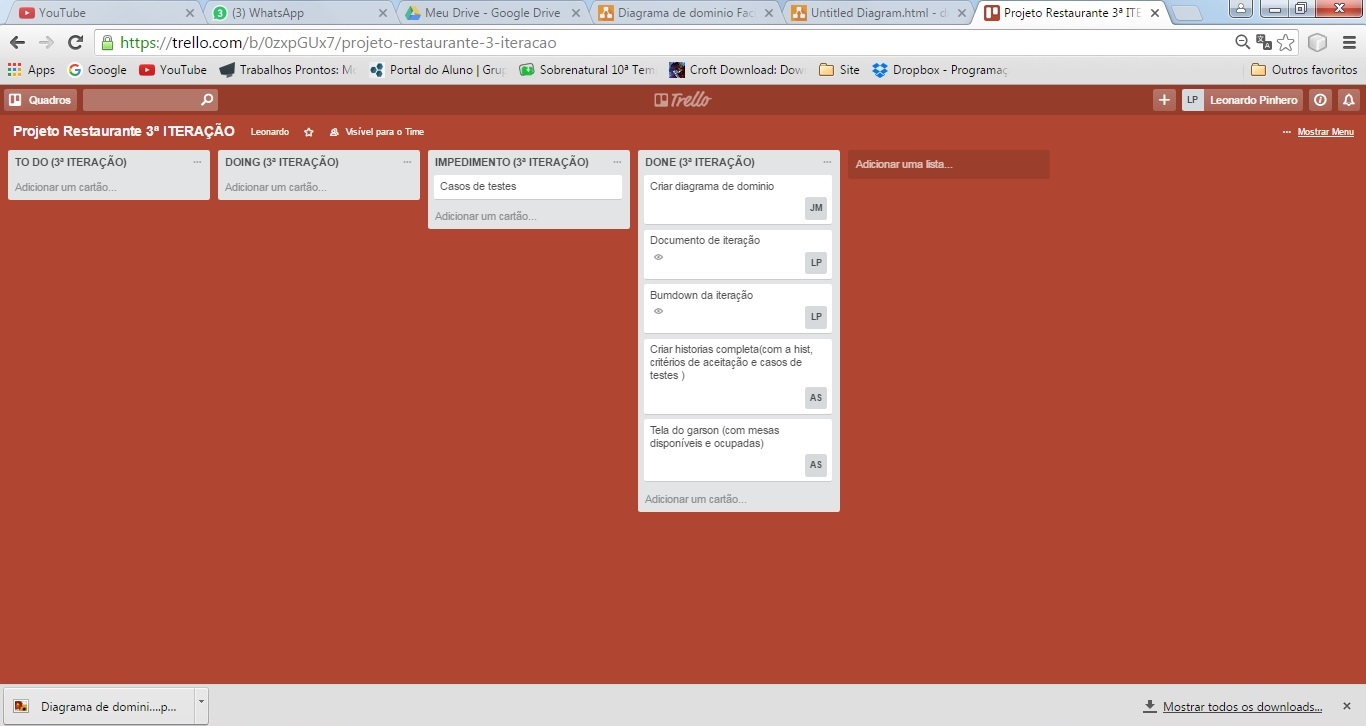 YouTube
(3) WhatsApp
Meu Drive - Google Drive
Diagrama de dominio Faci
Untitled Diagram.html - d
Projeto Restaurante 3ª ITE
https://trello.com/b/0zxpGUx7/projeto-restaurante-3-iteracao
Apps
Google
YouTube
Trabalhos Prontos: Mo
Portal do Aluno | Grup
Sobrenatural 10ª Tem
Croft Download: Dow
Site
Dropbox - Programaç
Outros favoritos
Quadros
Trello
LP Leonardo Pinhero
Projeto Restaurante 3ª ITERAÇÃO
Leonardo
Visível para o Time
Mostrar Menu
TO DO (3ª ITERAÇÃO)
Adicionar um cartão...
DOING (3ª ITERAÇÃO)
Adicionar um cartão...
IMPEDIMENTO (3ª ITERAÇÃO)
Casos de testes
Adicionar um cartão...
DONE (3ª ITERAÇÃO)
Criar diagrama de dominio
JM
Documento de iteração
LP
Burndown da iteração
LP
Criar historias completa(com a hist,
critérios de aceitação e casos de
testes )
AS
Tela do garson (com mesas
disponíveis e ocupadas)
AS
Adicionar um cartão...
Adicionar uma lista...
Diagrama de domini....p...
Mostrar todos os downloads...